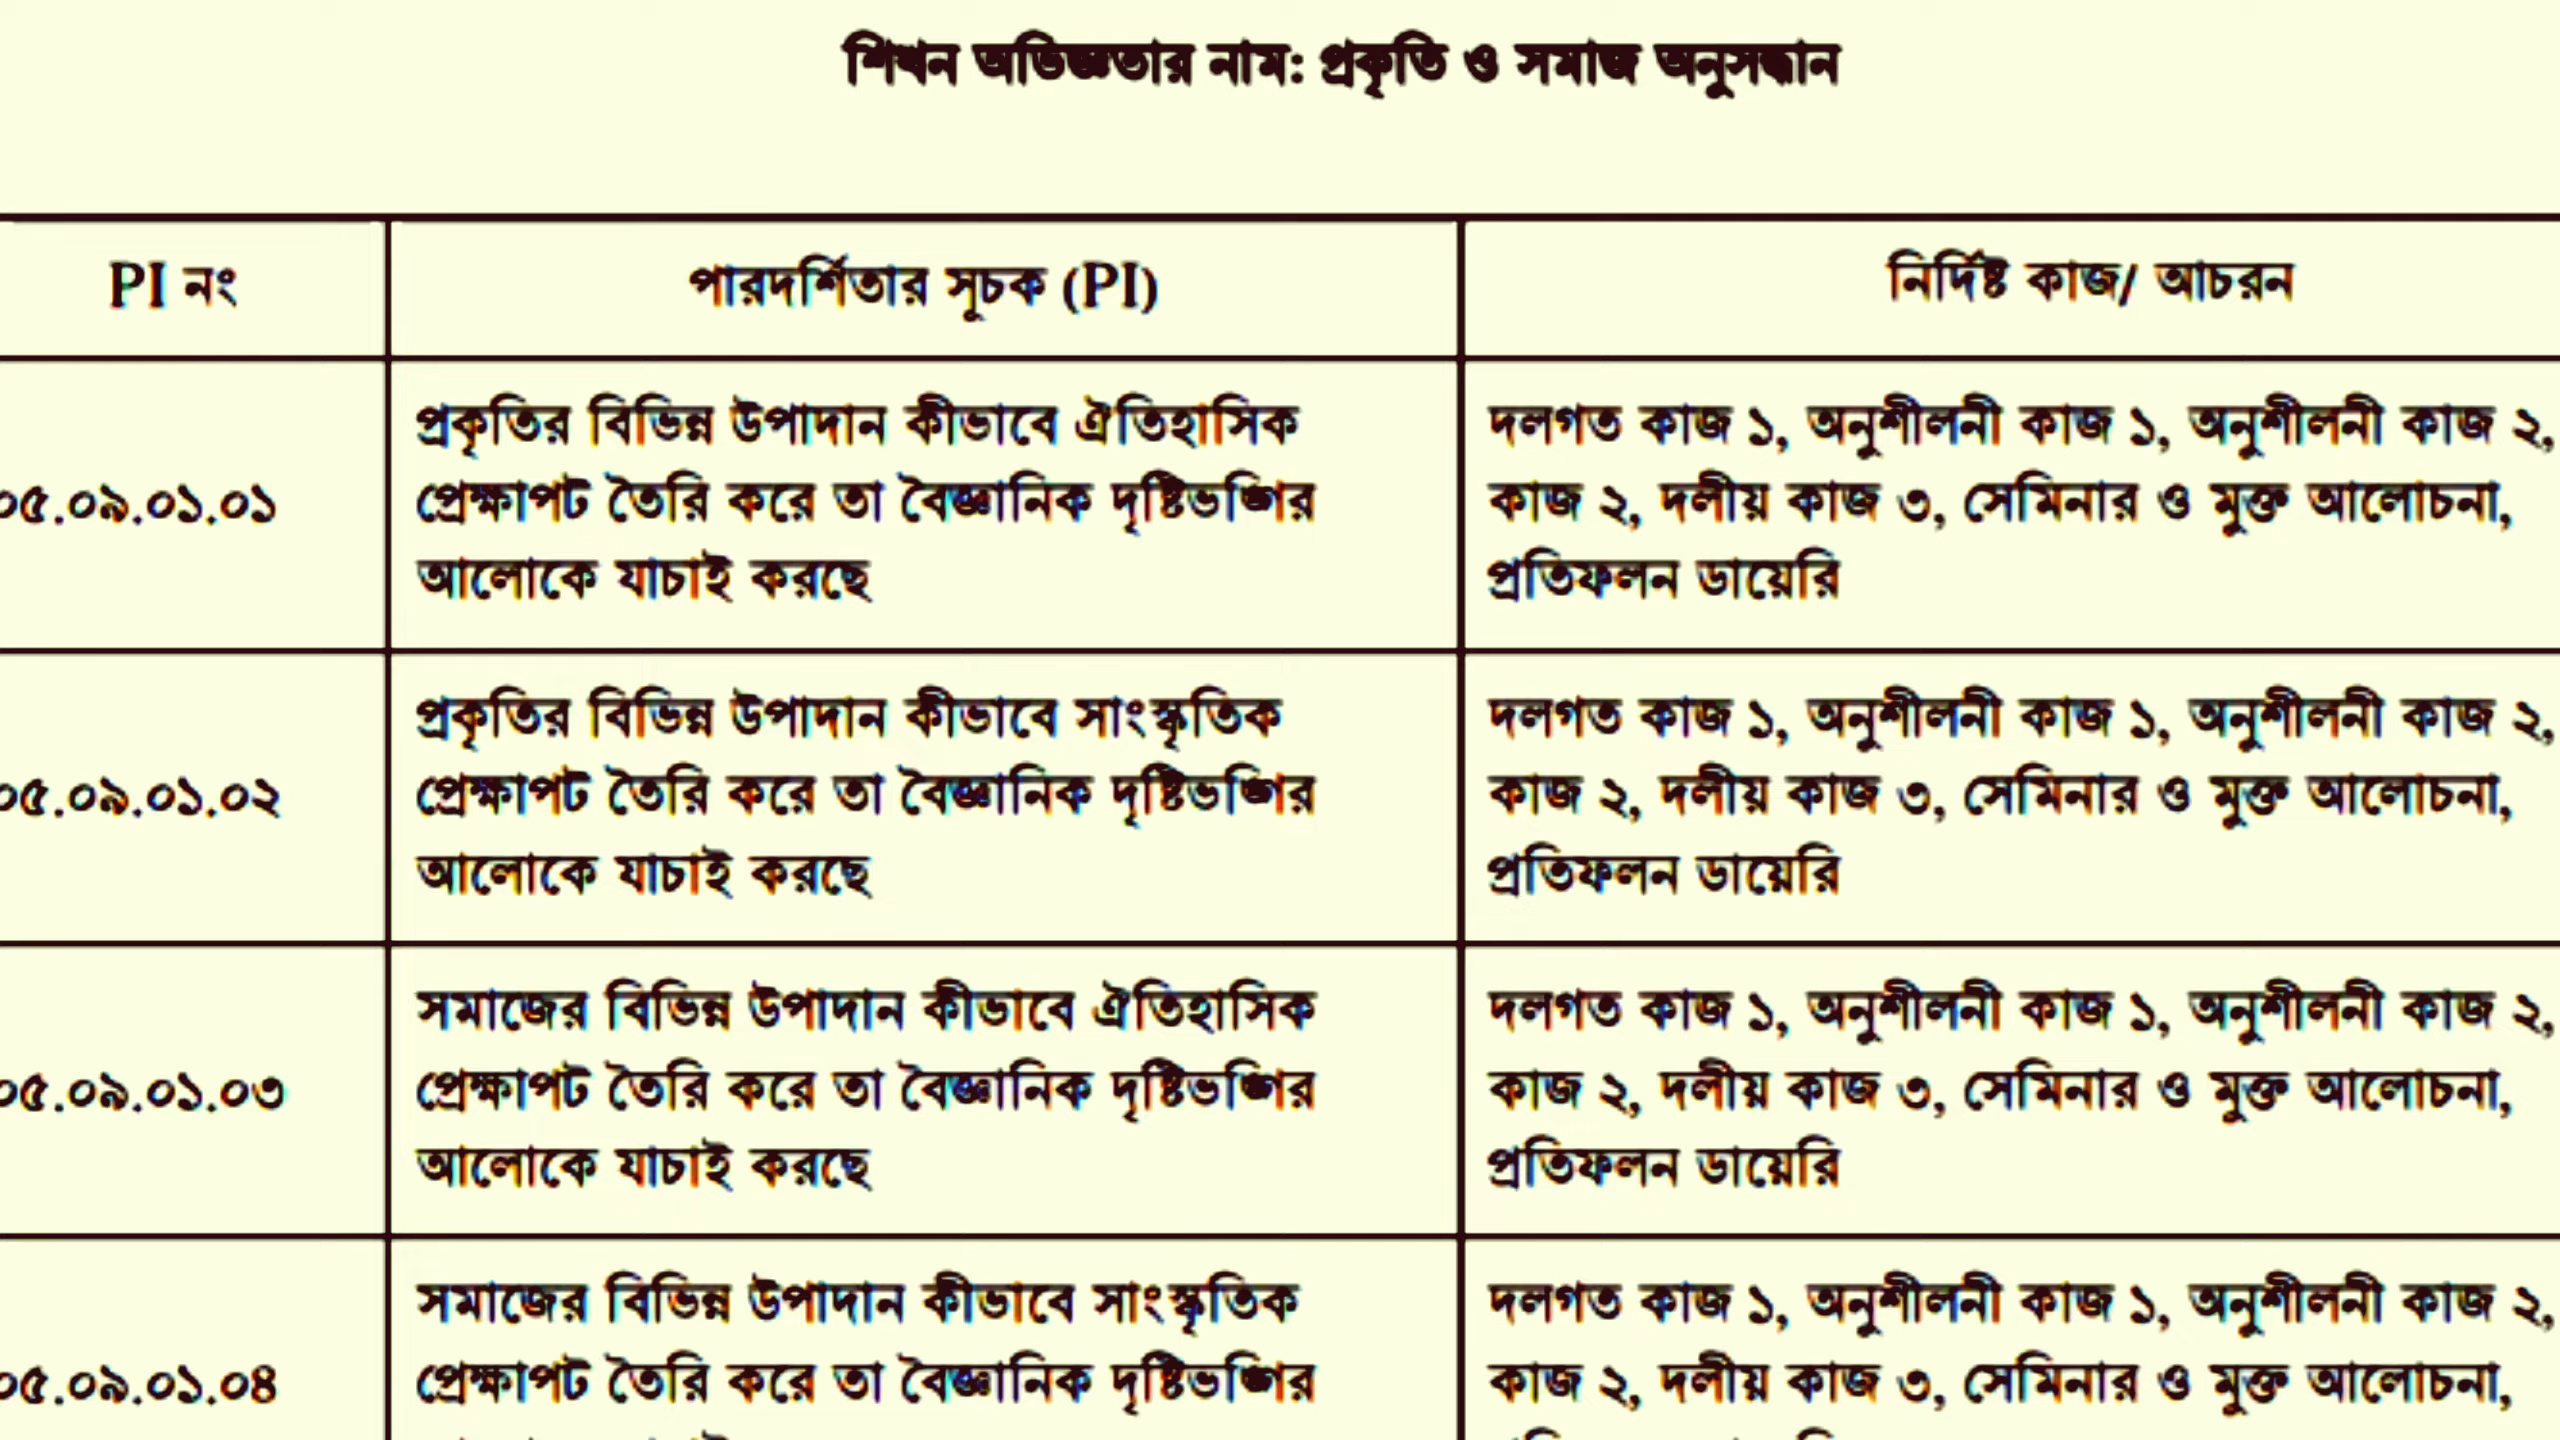 শিখন অভিজ্ঞতার নাম: প্রকৃতি ও সমাজ অনুসন্ধান
PI নং
পারদর্শিতার সূচক (PI)
নির্দিষ্ট কাজ/ আচরন
০৫.০৯.০১.০১
প্রকৃতির বিভিন্ন উপাদান কীভাবে ঐতিহাসিক
প্রেক্ষাপট তৈরি করে তা বৈজ্ঞানিক দৃষ্টিভঙ্গির
আলোকে যাচাই করছে
দলগত কাজ ১, অনুশীলনী কাজ ১, অনুশীলনী কাজ ২,
কাজ ২, দলীয় কাজ ৩, সেমিনার ও মুক্ত আলোচনা,
প্রতিফলন ডায়েরি
০৫.০৯.০১.০২
প্রকৃতির বিভিন্ন উপাদান কীভাবে সাংস্কৃতিক
প্রেক্ষাপট তৈরি করে তা বৈজ্ঞানিক দৃষ্টিভঙ্গির
আলোকে যাচাই করছে
দলগত কাজ ১, অনুশীলনী কাজ ১, অনুশীলনী কাজ ২,
কাজ ২, দলীয় কাজ ৩, সেমিনার ও মুক্ত আলোচনা,
প্রতিফলন ডায়েরি
০৫.০৯.০১.০৩
সমাজের বিভিন্ন উপাদান কীভাবে ঐতিহাসিক
প্রেক্ষাপট তৈরি করে তা বৈজ্ঞানিক দৃষ্টিভঙ্গির
আলোকে যাচাই করছে
দলগত কাজ ১, অনুশীলনী কাজ ১, অনুশীলনী কাজ ২,
কাজ ২, দলীয় কাজ ৩, সেমিনার ও মুক্ত আলোচনা,
প্রতিফলন ডায়েরি
০৫.০৯.০১.০৪
সমাজের বিভিন্ন উপাদান কীভাবে সাংস্কৃতিক
প্রেক্ষাপট তৈরি করে তা বৈজ্ঞানিক দৃষ্টিভঙ্গির
দলগত কাজ ১, অনুশীলনী কাজ ১, অনুশীলনী কাজ ২,
কাজ ২, দলীয় কাজ ৩, সেমিনার ও মুক্ত আলোচনা,